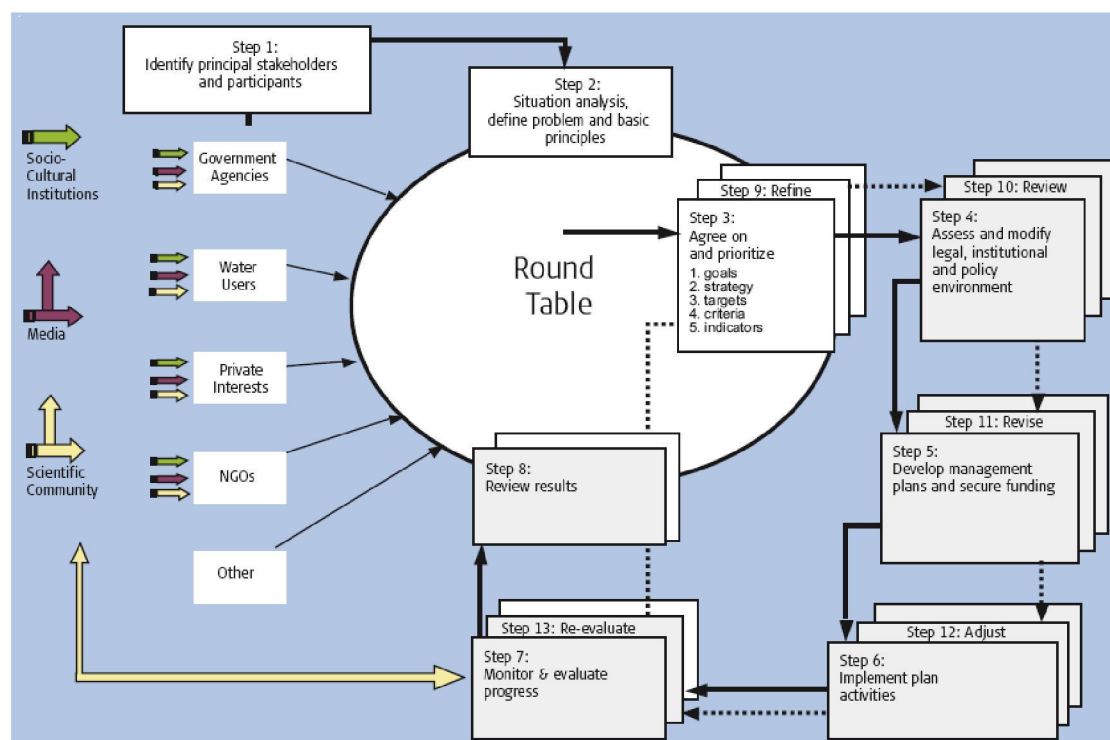 Step 1:
Identify principal stakeholders
and participants
Step 2:
Situation analysis,
define problem and basic
principles
Socio-
Cultural
Institutions
Media
Scientific
Community
Government
Agencies
Water
Users
Private
Interests
NGOs
Other
Round
Table
Step 9: Refine
Step 3:
Agree on
and prioritize
1. goals
2. strategy
3. targets
4. criteria
5. indicators
Step 10: Review
Step 4:
Assess and modify
legal, institutional
and policy
environment
Step 11: Revise
Step 5:
Develop management
plans and secure funding
Step 12: Adjust
Step 6:
Implement plan
activities
Step 13: Re-evaluate
Step 7:
Monitor & evaluate
progress
Step 8:
Review results